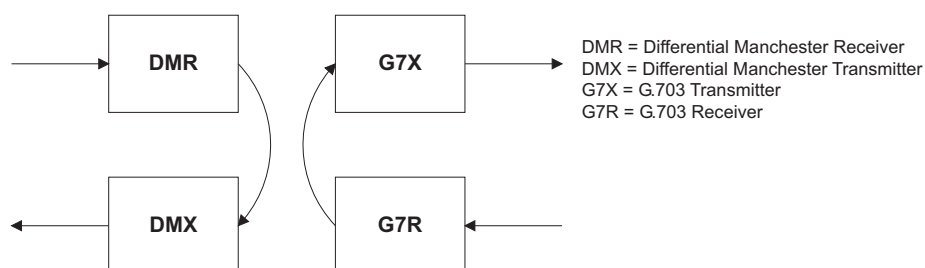 DMR
G7X
DMR = Differential Manchester Receiver
DMX = Differential Manchester Transmitter
G7X = G.703 Transmitter
G7R = G.703 Receiver
DMX
G7R